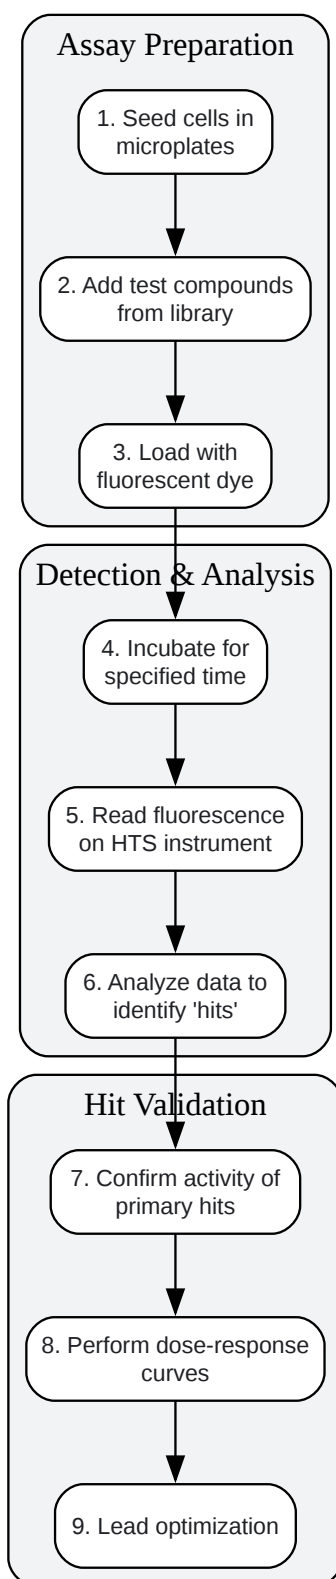 Assay Preparation
1. Seed cells in
microplates
2. Add test compounds
from library
3. Load with
fluorescent dye
Detection & Analysis
4. Incubate for
specified time
5. Read fluorescence
on HTS instrument
6. Analyze data to
identify 'hits'
Hit Validation
7. Confirm activity of
primary hits
8. Perform dose-response
curves
9. Lead optimization